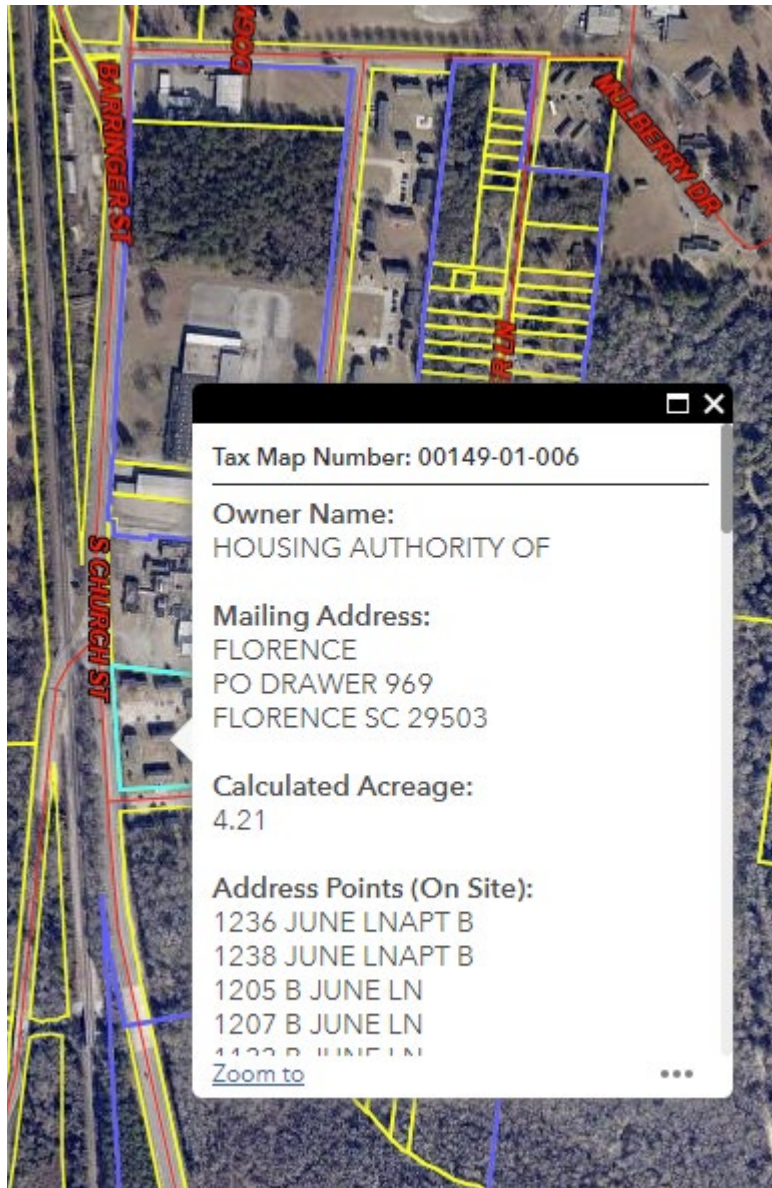 DOGW
BARRINGER ST
MULBERRY DR
R LN
S CHURCH ST
Tax Map Number: 00149-01-006
Owner Name:
HOUSING AUTHORITY OF
Mailing Address:
FLORENCE
PO DRAWER 969
FLORENCE SC 29503
Calculated Acreage:
4.21
Address Points (On Site):
1236 JUNE LNAPT B
1238 JUNE LNAPT B
1205 B JUNE LN
1207 B JUNE LN
Zoom to